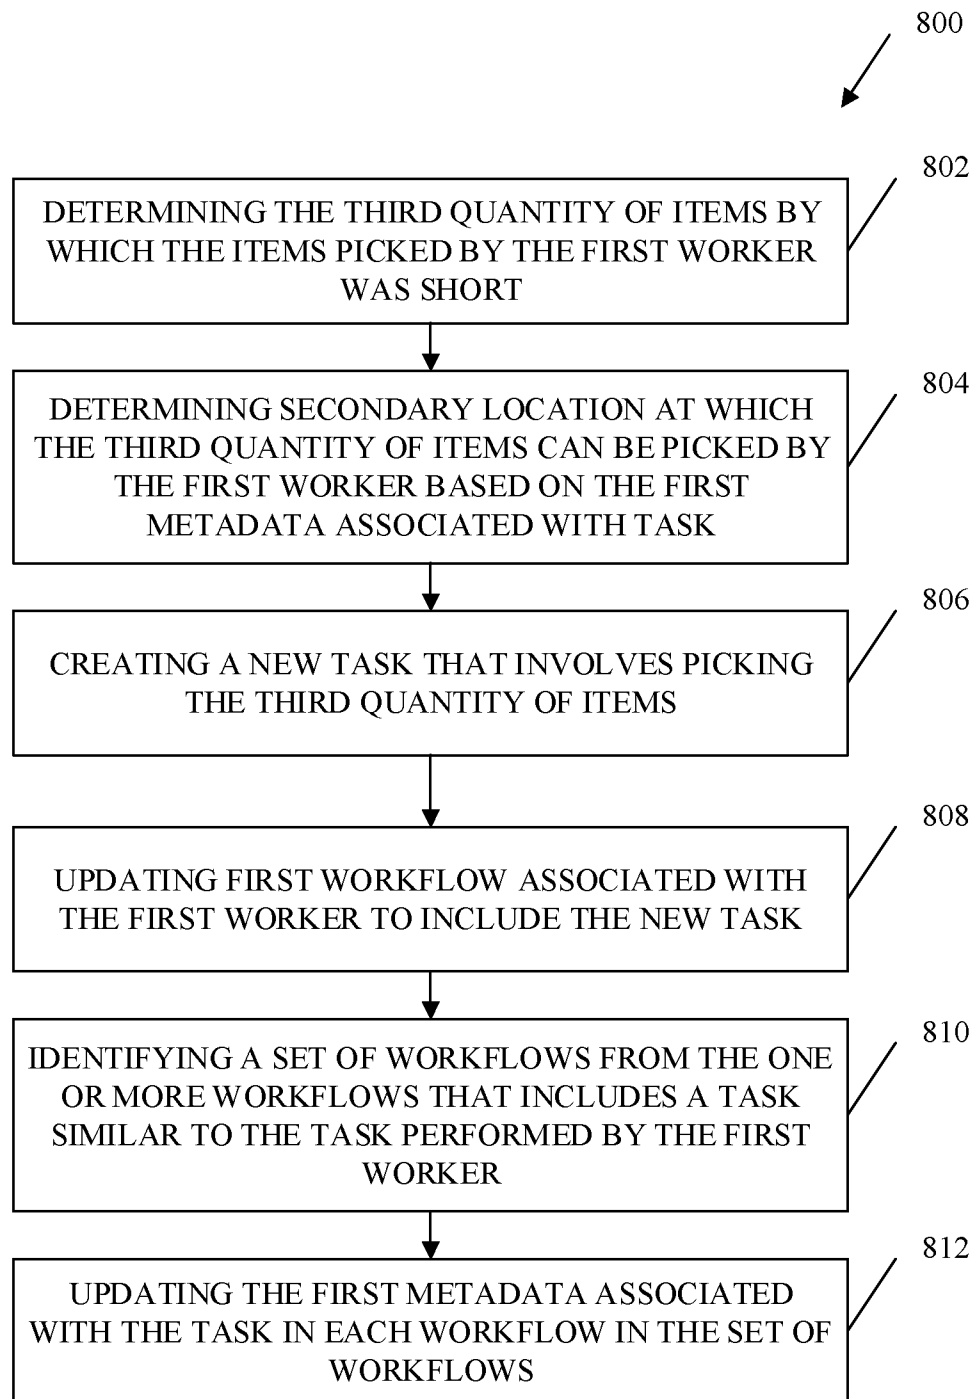 800
802
DETERMINING THE THIRD QUANTITY OF ITEMS BY
WHICH THE ITEMS PICKED BY THE FIRST WORKER
WAS SHORT
804
DETERMINING SECONDARY LOCATION AT WHICH
THE THIRD QUANTITY OF ITEMS CAN BE PICKED BY
THE FIRST WORKER BASED ON THE FIRST
METADATA ASSOCIATED WITH TASK
806
CREATING A NEW TASK THAT INVOLVES PICKING
THE THIRD QUANTITY OF ITEMS
808
UPDATING FIRST WORKFLOW ASSOCIATED WITH
THE FIRST WORKER TO INCLUDE THE NEW TASK
810
IDENTIFYING A SET OF WORKFLOWS FROM THE ONE
OR MORE WORKFLOWS THAT INCLUDES A TASK
SIMILAR TO THE TASK PERFORMED BY THE FIRST
WORKER
812
UPDATING THE FIRST METADATA ASSOCIATED
WITH THE TASK IN EACH WORKFLOW IN THE SET OF
WORKFLOWS